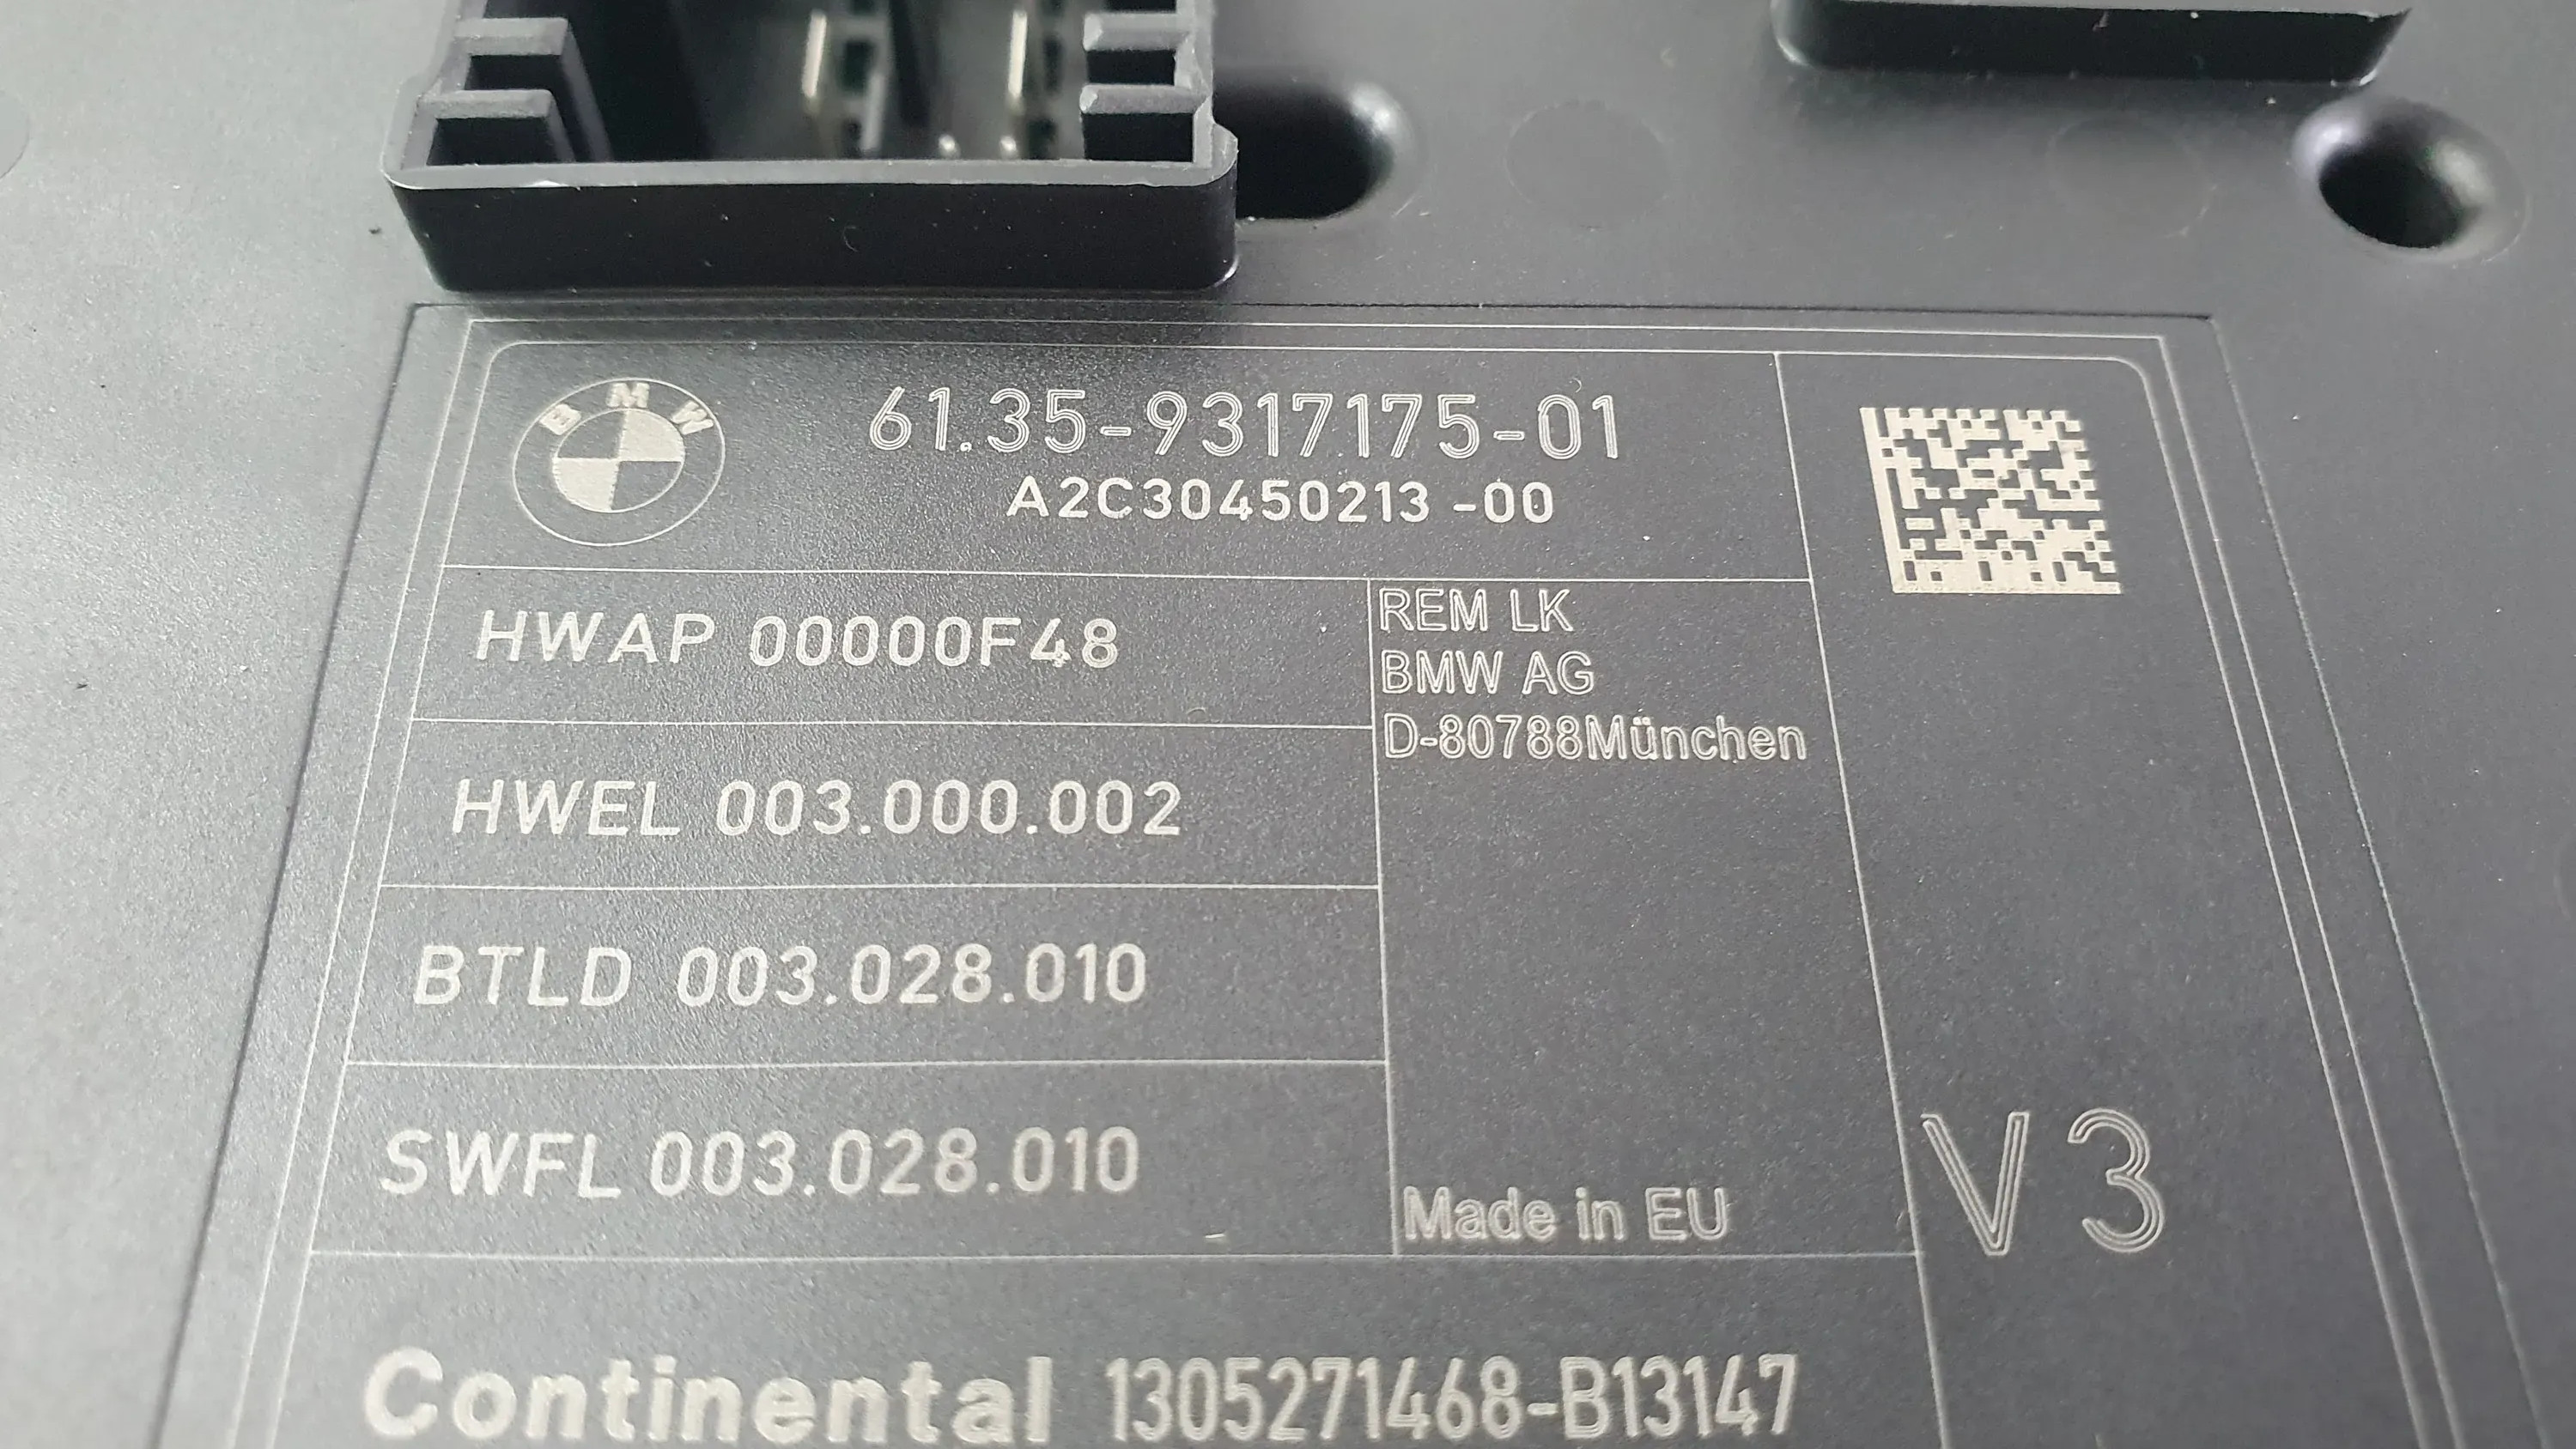 BMW
61.35-9317175-01
A2C30450213 -00
HWAP 00000F48
REM LK
BMW AG
D-80788München
HWEL 003.000.002
BTLD 003.028.010
SWFL 003.028.010
Made in EU
V 3
Continental 1305271468-B13147